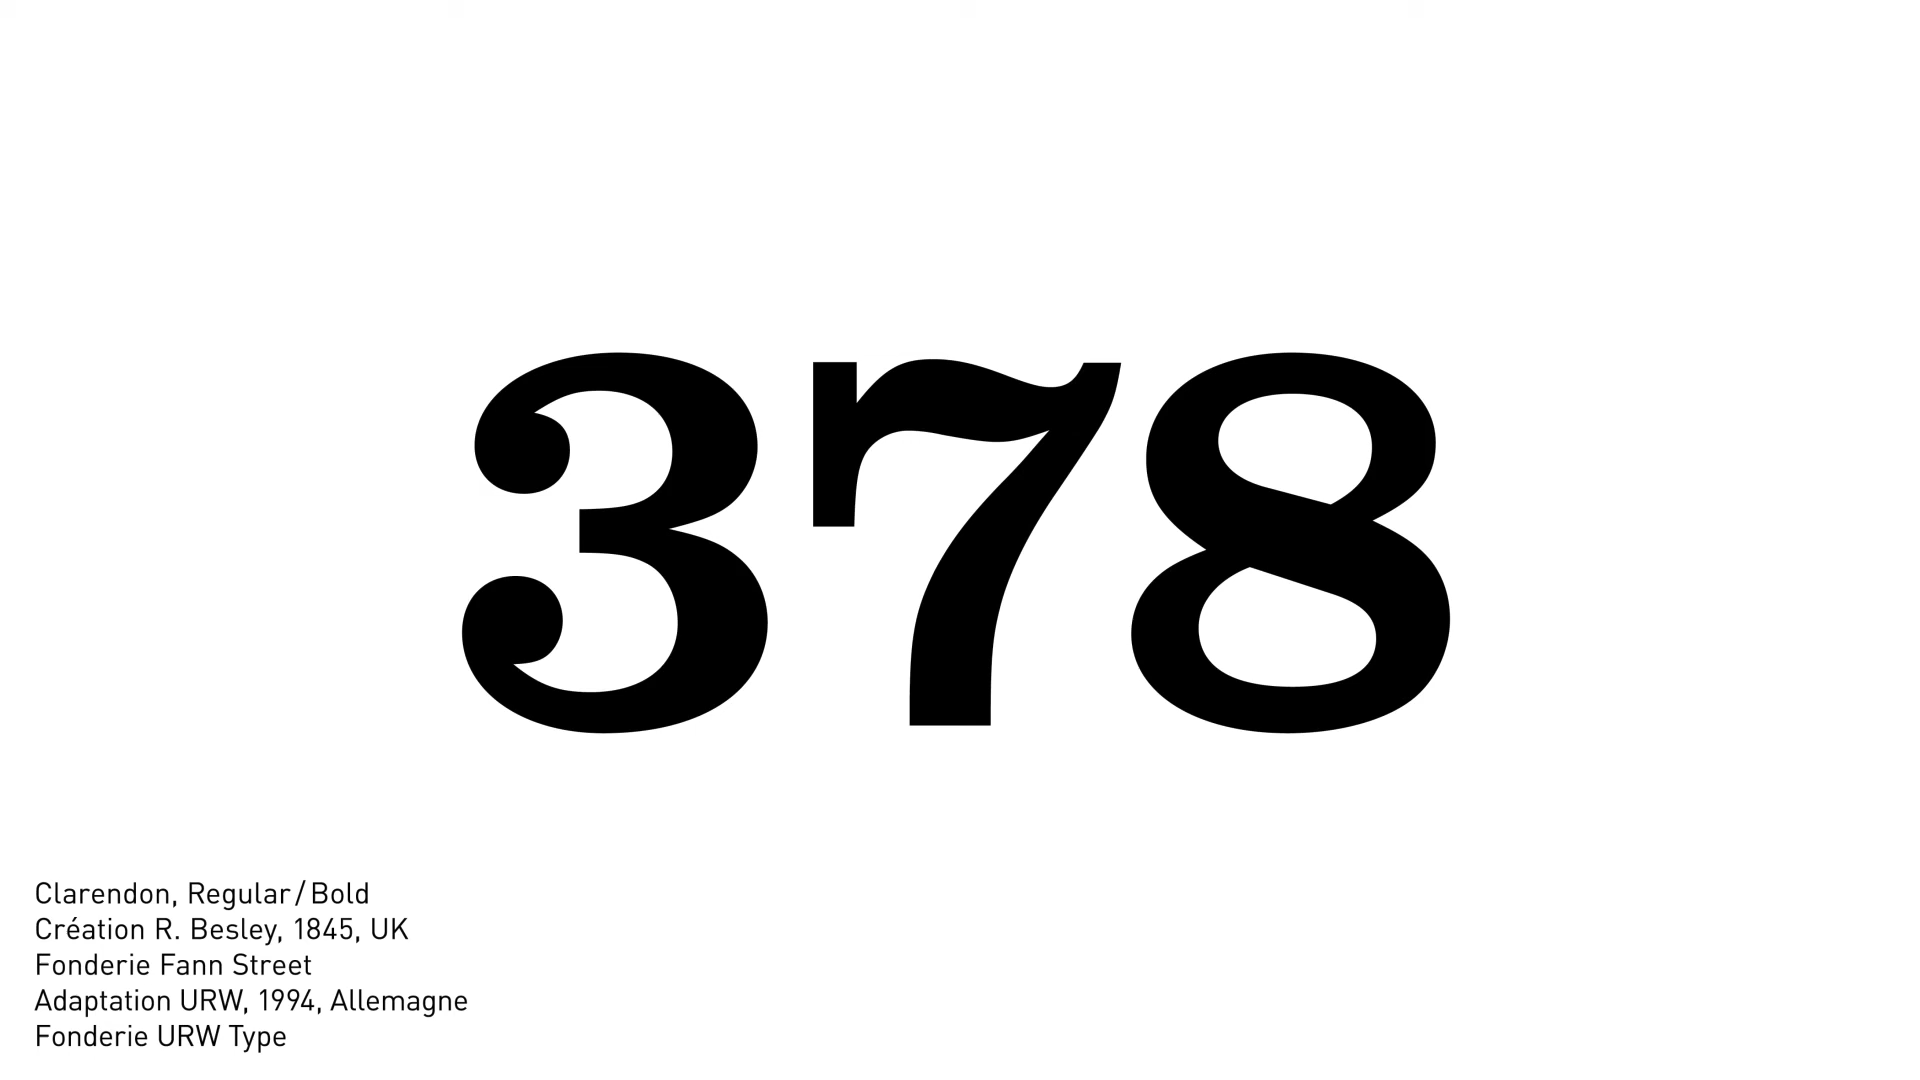 378
Clarendon, Regular/Bold
Création R. Besley, 1845, UK
Fonderie Fann Street
Adaptation URW, 1994, Allemagne
Fonderie URW Type